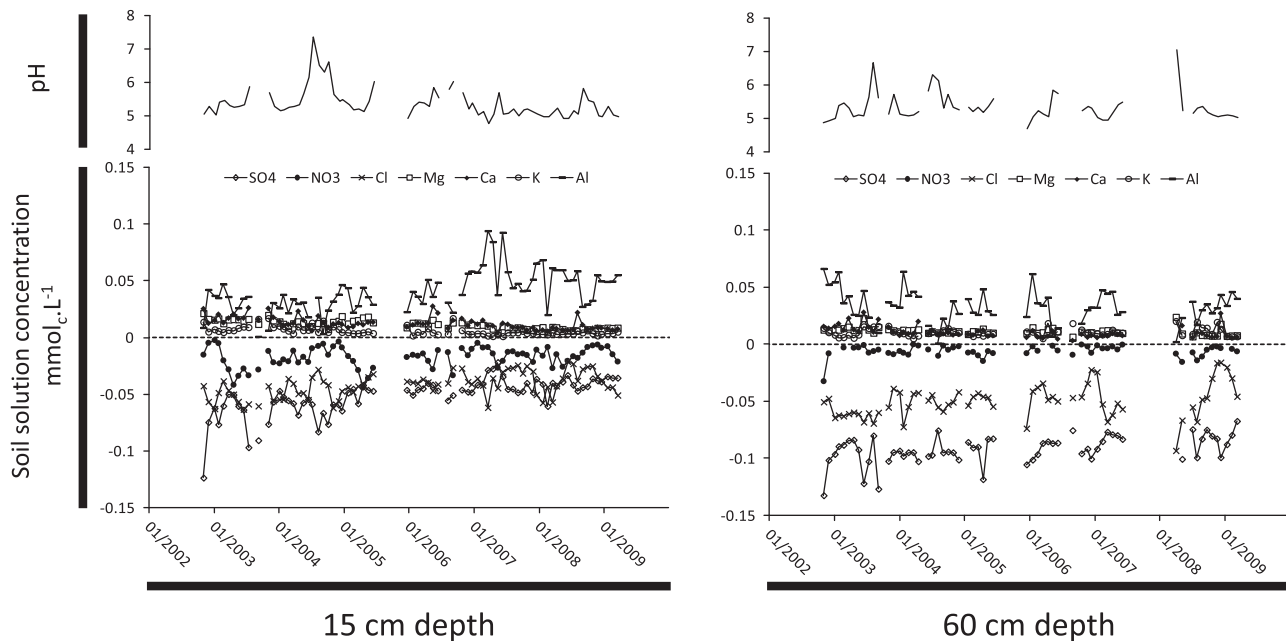 8
7
6
5
4
pH
0.15
0.1
0.05
0
-0.05
-0.1
-0.15
Soil solution concentration
mmolc.L-1
SO4 NO3 Cl Mg Ca K Al
01/2002 01/2003 01/2004 01/2005 01/2006 01/2007 01/2008 01/2009
15 cm depth
8
7
6
5
4
0.15
0.1
0.05
0
-0.05
-0.1
-0.15
SO4 NO3 Cl Mg Ca K Al
01/2002 01/2003 01/2004 01/2005 01/2006 01/2007 01/2008 01/2009
60 cm depth